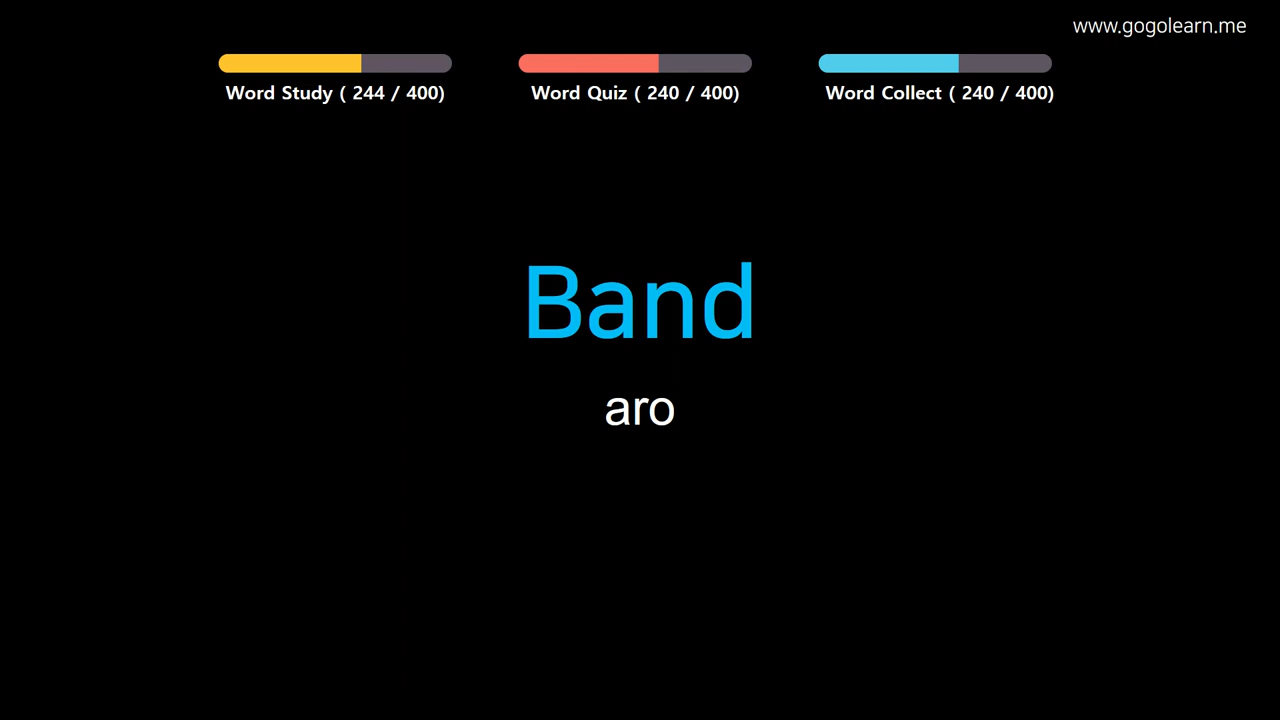 www.gogolearn.me
Word Study ( 244 / 400)
Word Quiz ( 240 / 400)
Word Collect ( 240 / 400)
Band
aro